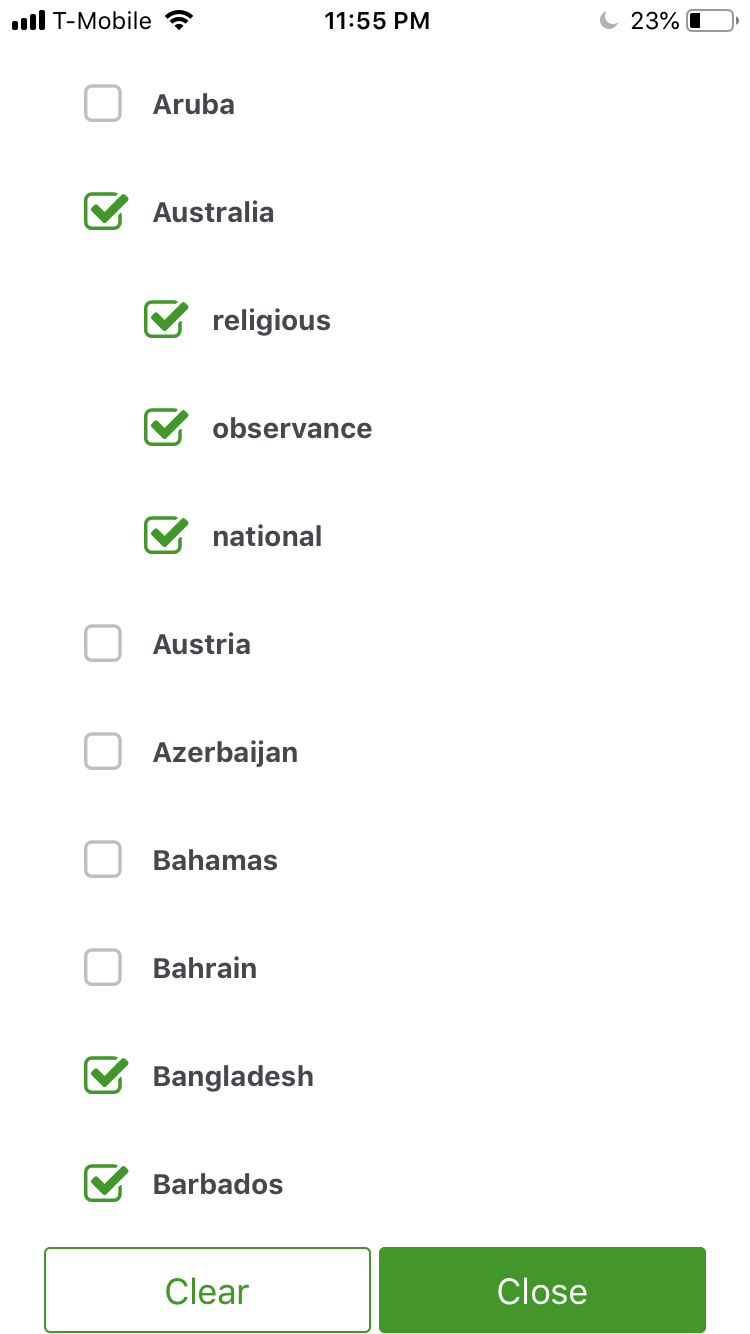 T-Mobile 11:55 PM 23%
Aruba
Australia
religious
observance
national
Austria
Azerbaijan
Bahamas
Bahrain
Bangladesh
Barbados
Clear Close